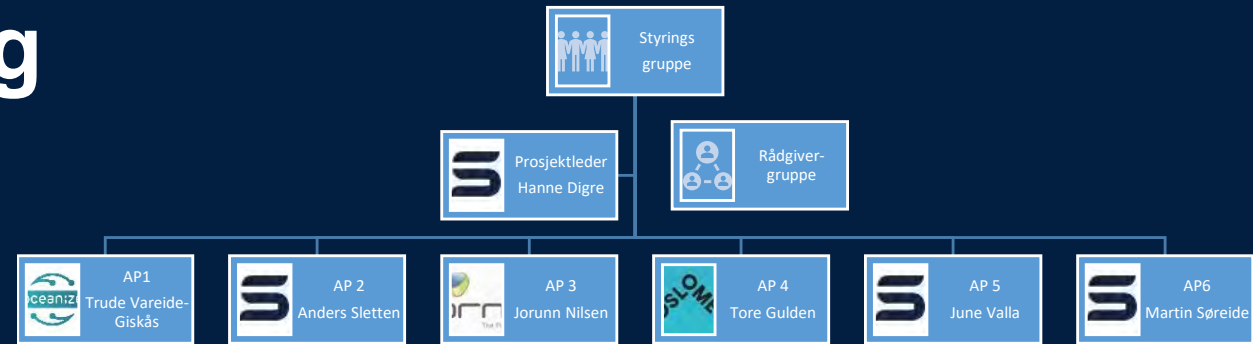 g
Styrings
gruppe
Prosjektleder
Hanne Digre
Rådgiver-
gruppe
AP1
Trude Vareide-
Giskås
AP 2
Anders Sletten
AP 3
Jorunn Nilsen
AP 4
Tore Gulden
AP 5
June Valla
AP6
Martin Søreide
OSLOME